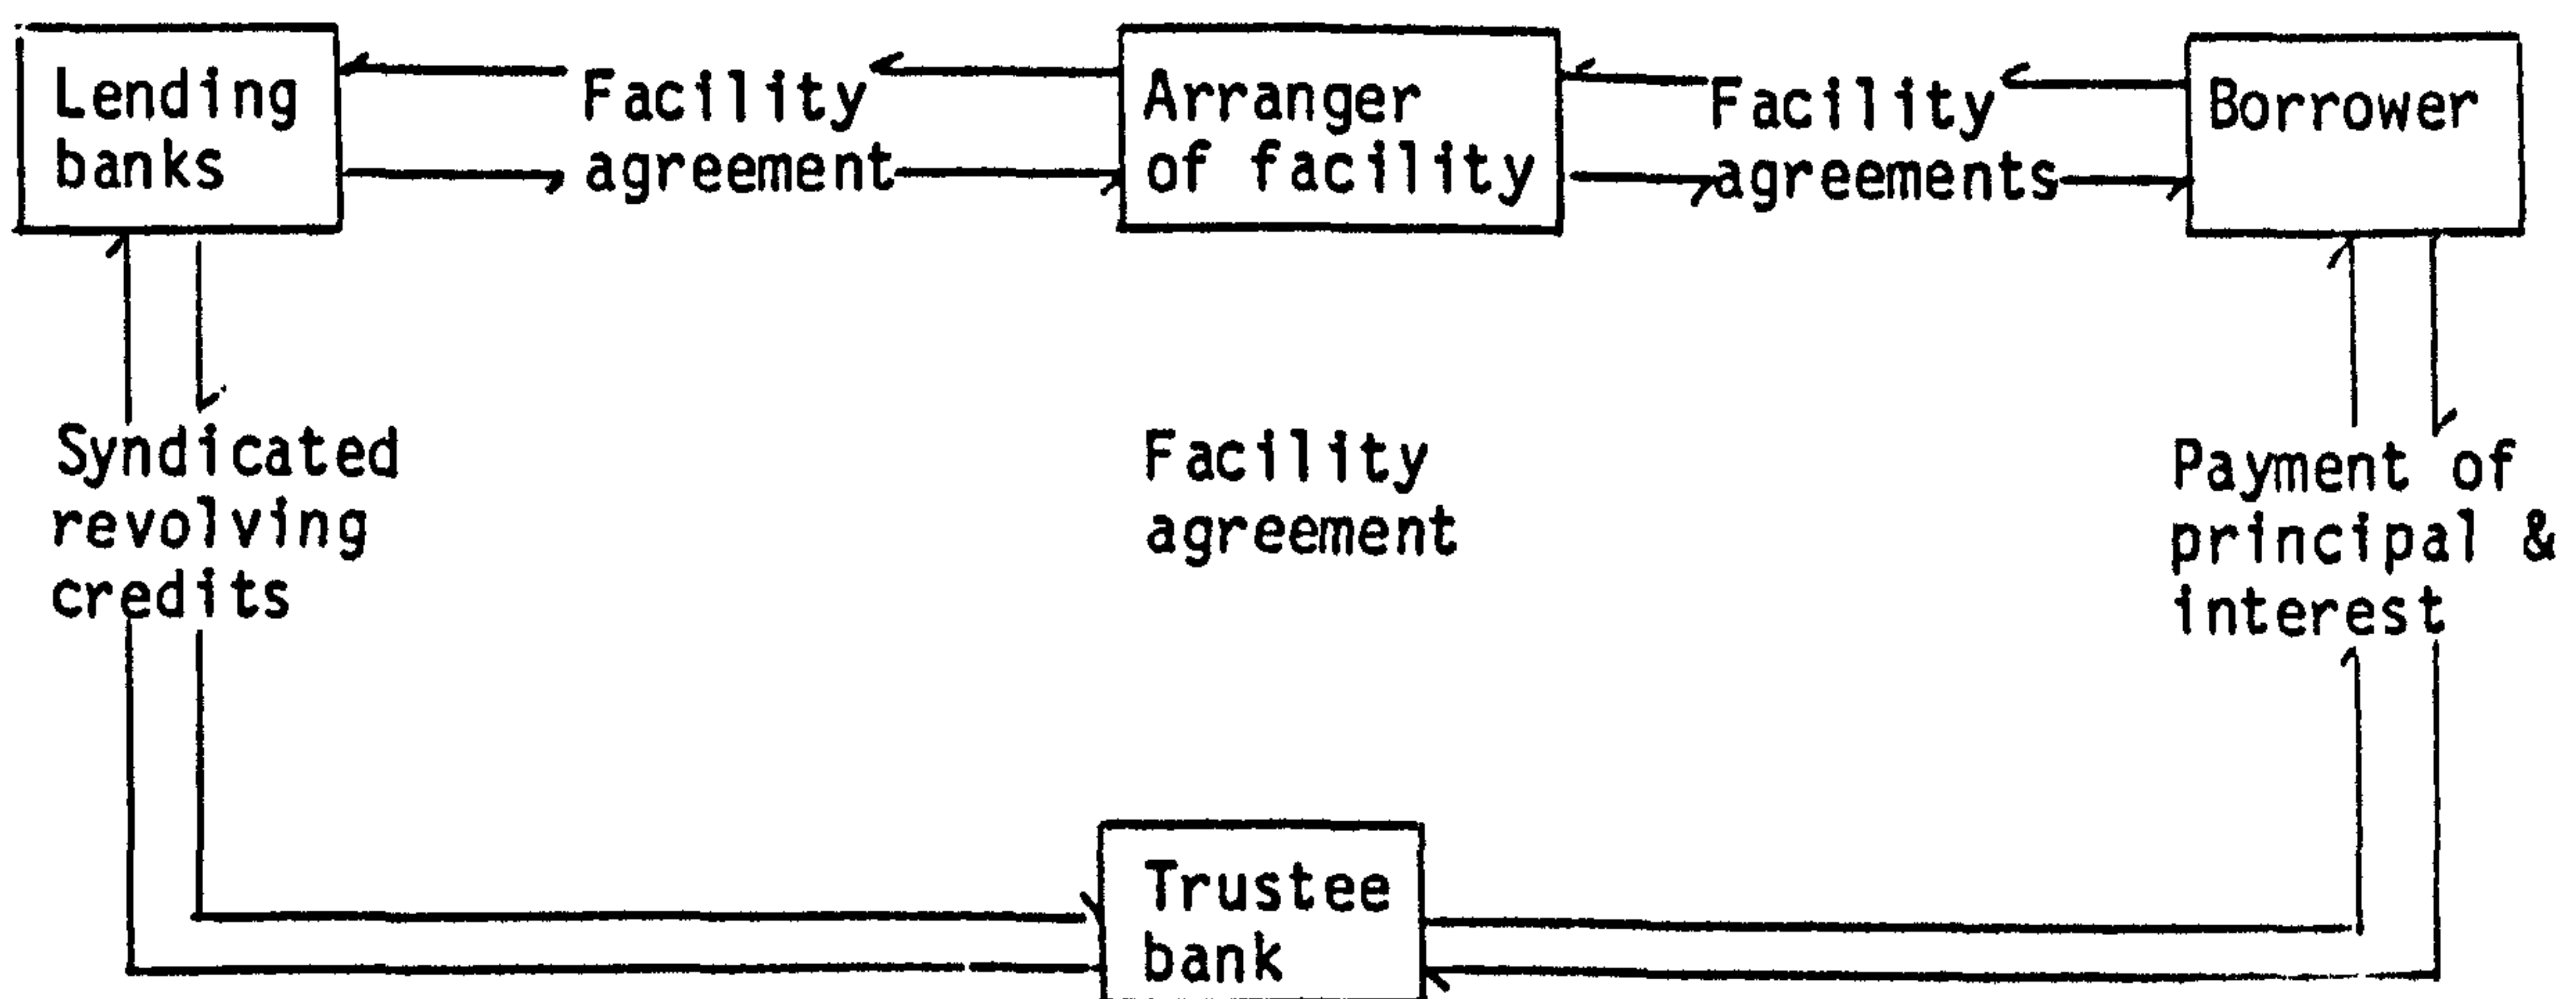 Lending
banks
Facility
agreement
Arranger
of facility
Facility
agreements
Borrower
Syndicated
revolving
credits
Facility
agreement
Payment of
principal &
interest
Trustee
bank